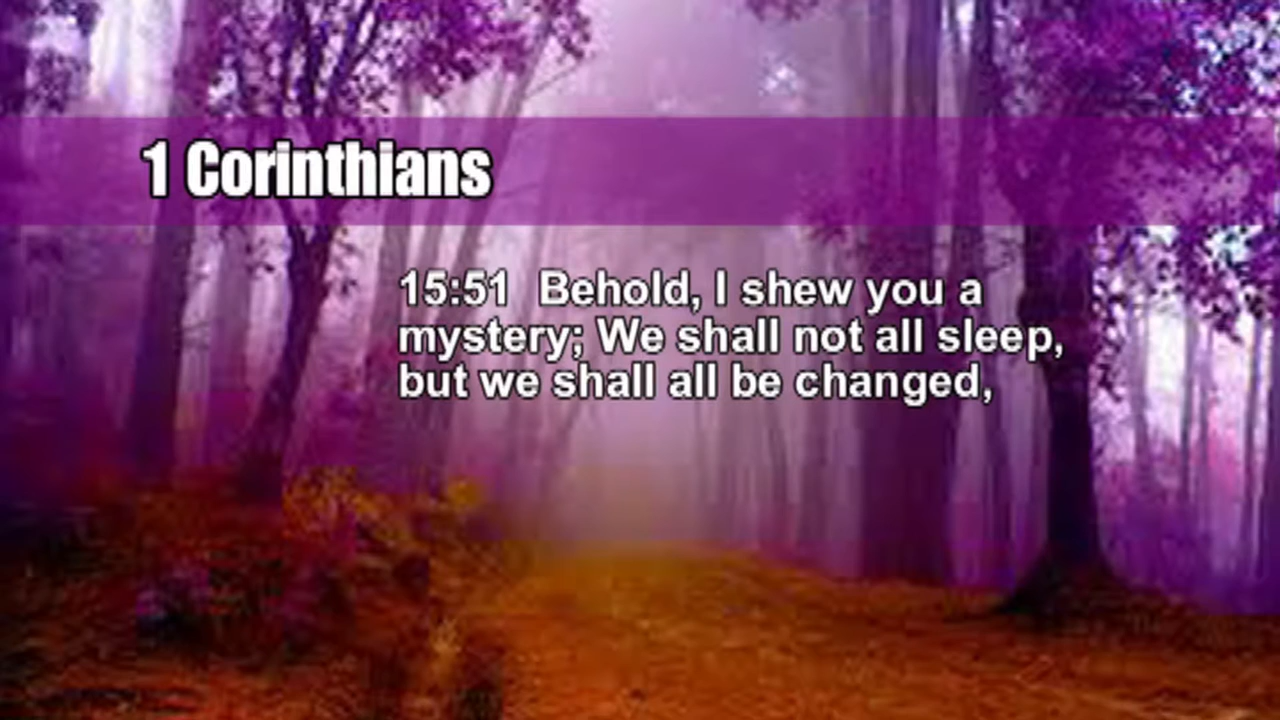 1 Corinthians
15:51 Behold, I shew you a
mystery; We shall not all sleep,
but we shall all be changed,